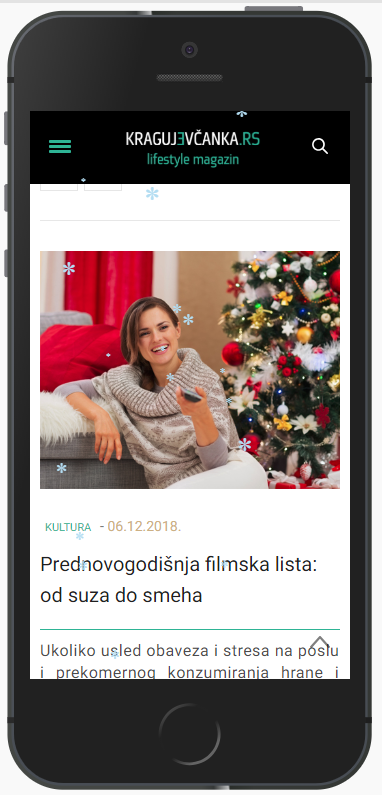 KRAGUJƎVČANKA.RS
lifestyle magazin
KULTURA - 06.12.2018.
Prednovogodišnja filmska lista:
od suza do smeha
Ukoliko usled obaveza i stresa na poslu
i prekomernog konzumiranja hrane i